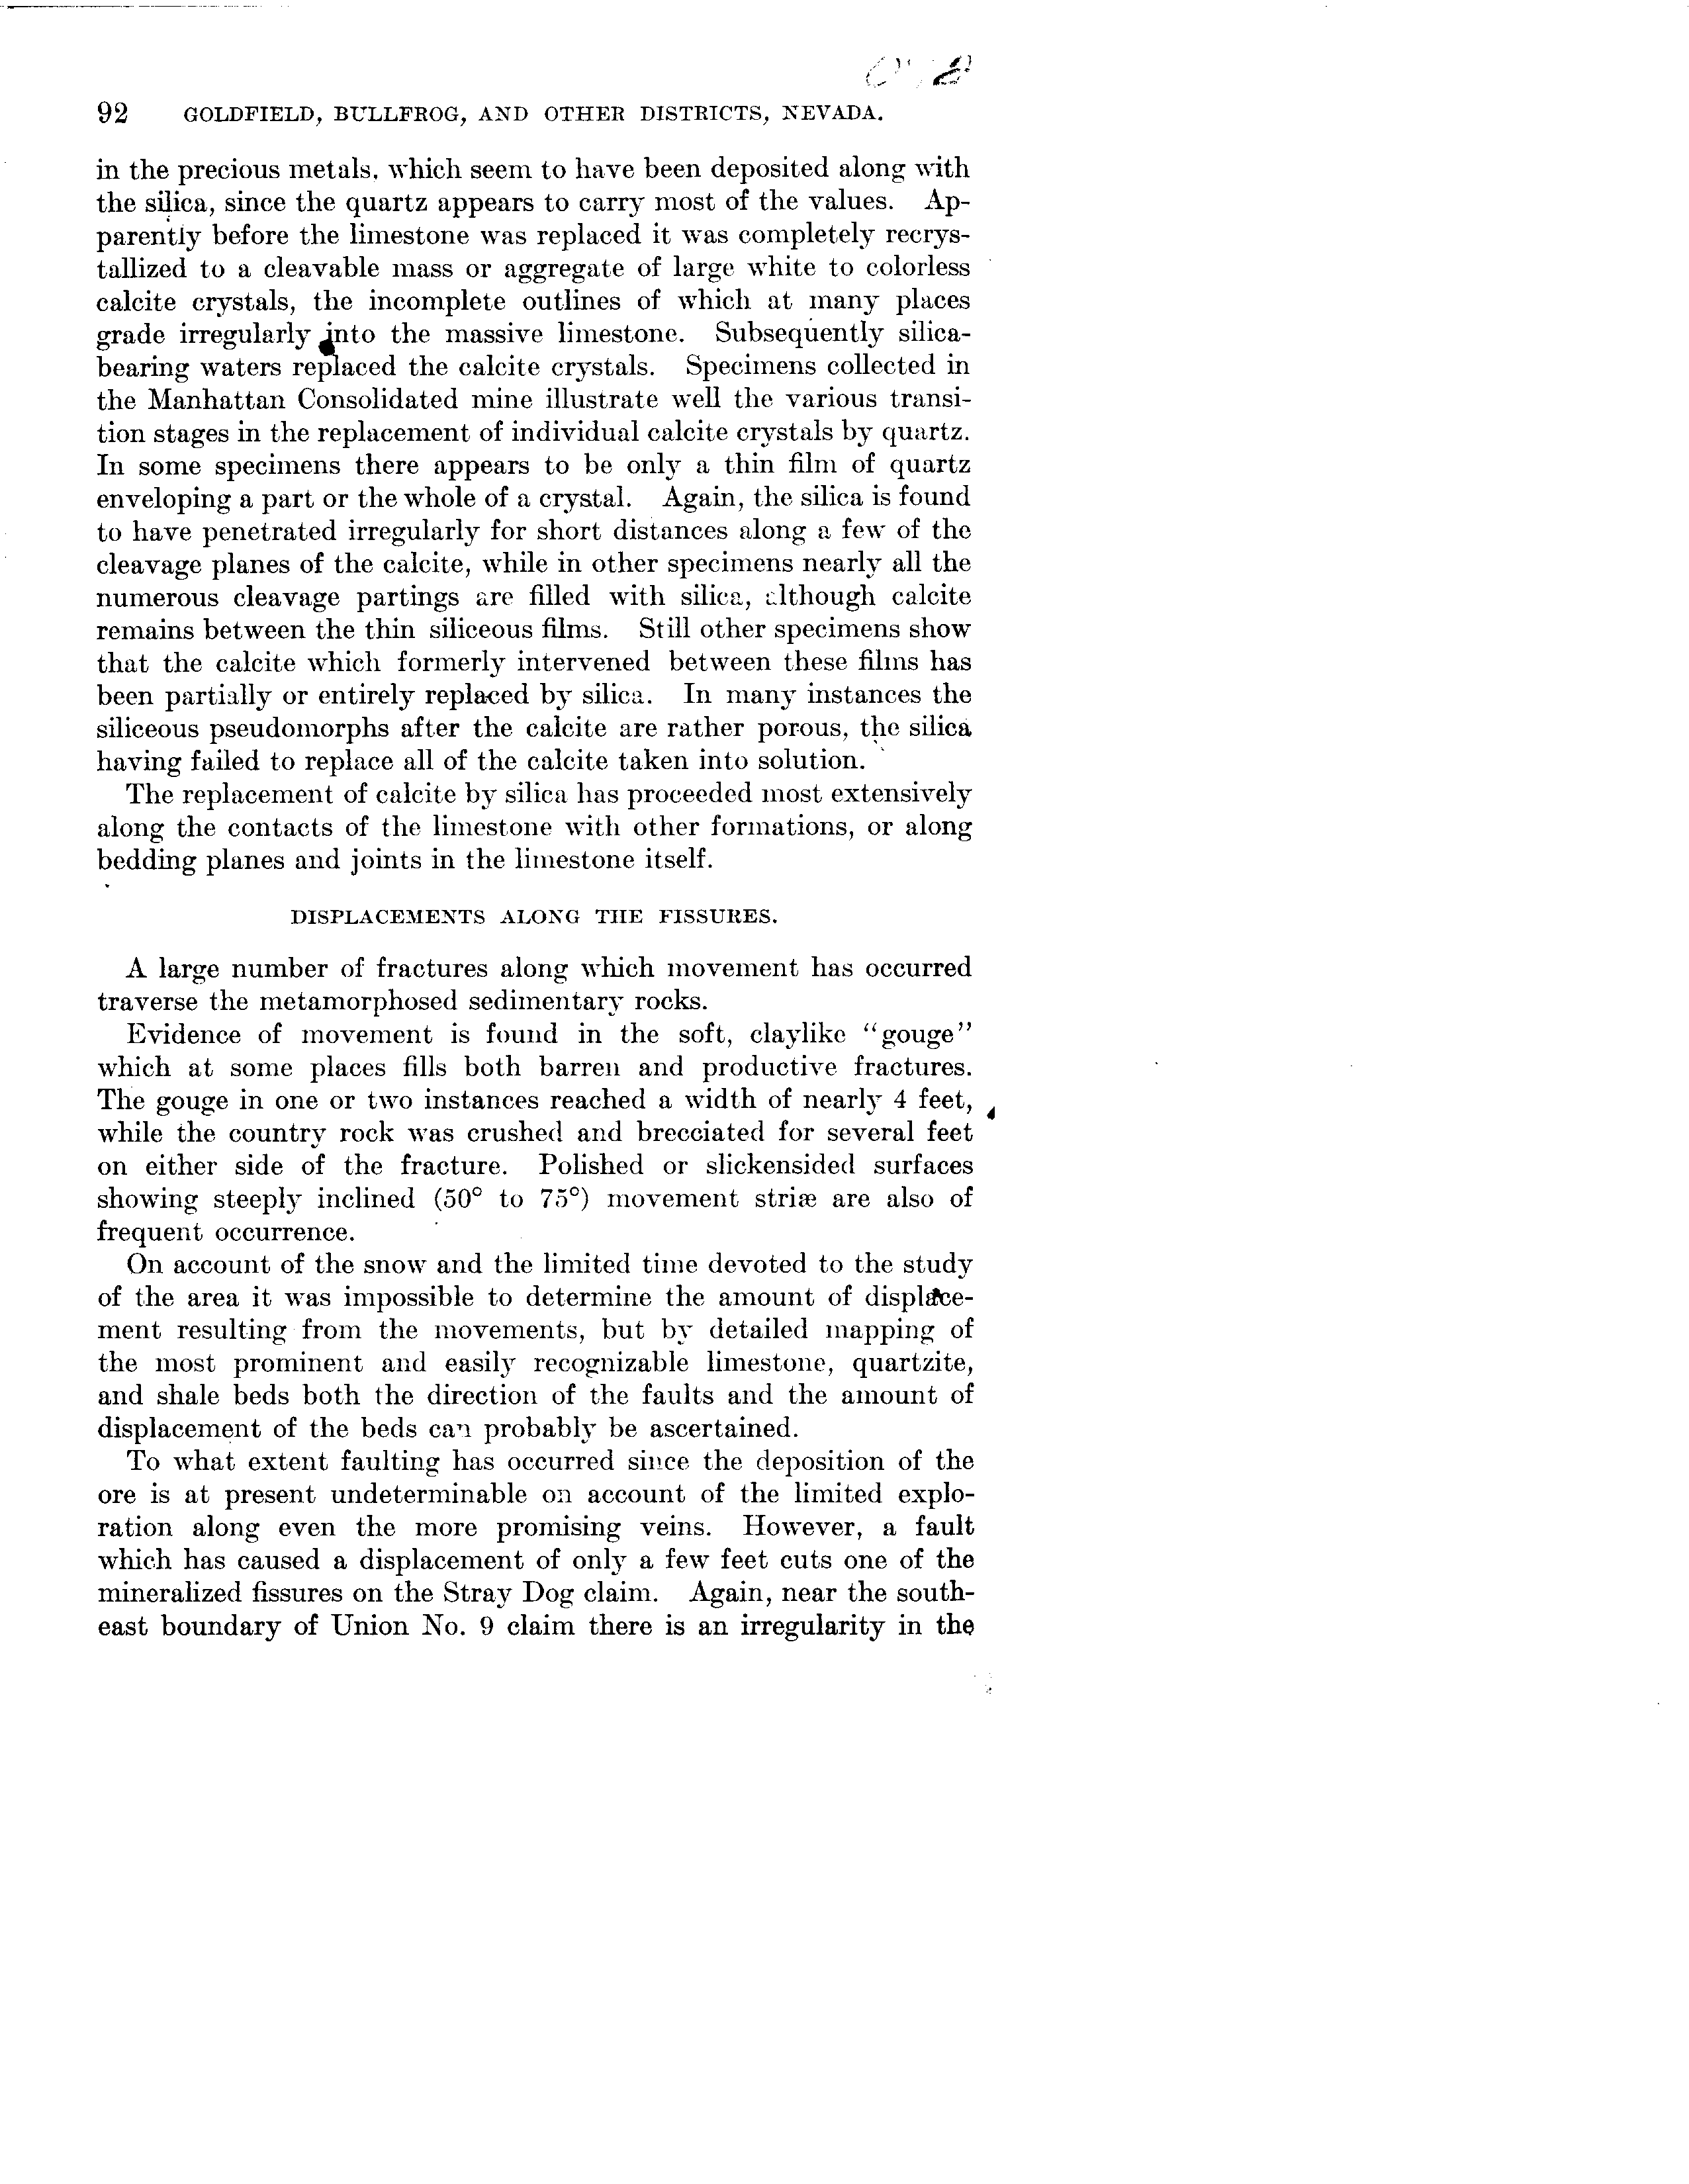 92 GOLDFIELD, BULLFROG, AND OTHER DISTRICTS, NEVADA.
in the precious metals, which seem to have been deposited along with
the silica, since the quartz appears to carry most of the values. Ap-
parently before the limestone was replaced it was completely recrys-
tallized to a cleavable mass or aggregate of large white to colorless
calcite crystals, the incomplete outlines of which at many places
grade irregularly into the massive limestone. Subsequently silica-
bearing waters replaced the calcite crystals. Specimens collected in
the Manhattan Consolidated mine illustrate well the various transi-
tion stages in the replacement of individual calcite crystals by quartz.
In some specimens there appears to be only a thin film of quartz
enveloping a part or the whole of a crystal. Again, the silica is found
to have penetrated irregularly for short distances along a few of the
cleavage planes of the calcite, while in other specimens nearly all the
numerous cleavage partings are filled with silica, although calcite
remains between the thin siliceous films. Still other specimens show
that the calcite which formerly intervened between these films has
been partially or entirely replaced by silica. In many instances the
siliceous pseudomorphs after the calcite are rather porous, the silica
having failed to replace all of the calcite taken into solution.
The replacement of calcite by silica has proceeded most extensively
along the contacts of the limestone with other formations, or along
bedding planes and joints in the limestone itself.
DISPLACEMENTS ALONG THE FISSURES.
A large number of fractures along which movement has occurred
traverse the metamorphosed sedimentary rocks.
Evidence of movement is found in the soft, claylike “gouge”
which at some places fills both barren and productive fractures.
The gouge in one or two instances reached a width of nearly 4 feet,
while the country rock was crushed and brecciated for several feet
on either side of the fracture. Polished or slickensided surfaces
showing steeply inclined (50° to 75°) movement striæ are also of
frequent occurrence.
On account of the snow and the limited time devoted to the study
of the area it was impossible to determine the amount of displace-
ment resulting from the movements, but by detailed mapping of
the most prominent and easily recognizable limestone, quartzite,
and shale beds both the direction of the faults and the amount of
displacement of the beds can probably be ascertained.
To what extent faulting has occurred since the deposition of the
ore is at present undeterminable on account of the limited explo-
ration along even the more promising veins. However, a fault
which has caused a displacement of only a few feet cuts one of the
mineralized fissures on the Stray Dog claim. Again, near the south-
east boundary of Union No. 9 claim there is an irregularity in the